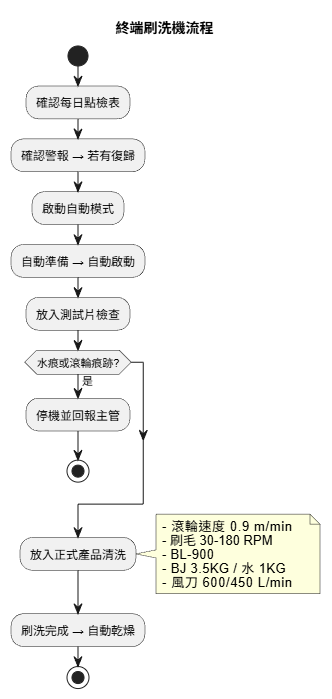 終端刷洗機流程
確認每日點檢表
確認警報 → 若有復歸
啟動自動模式
自動準備 → 自動啟動
放入測試片檢查
水痕或滾輪痕跡?
是
停機並回報主管
放入正式產品清洗
- 滾輪速度 0.9 m/min
- 刷毛 30-180 RPM
- BL-900
- BJ 3.5KG / 水 1KG
- 風刀 600/450 L/min
刷洗完成 → 自動乾燥